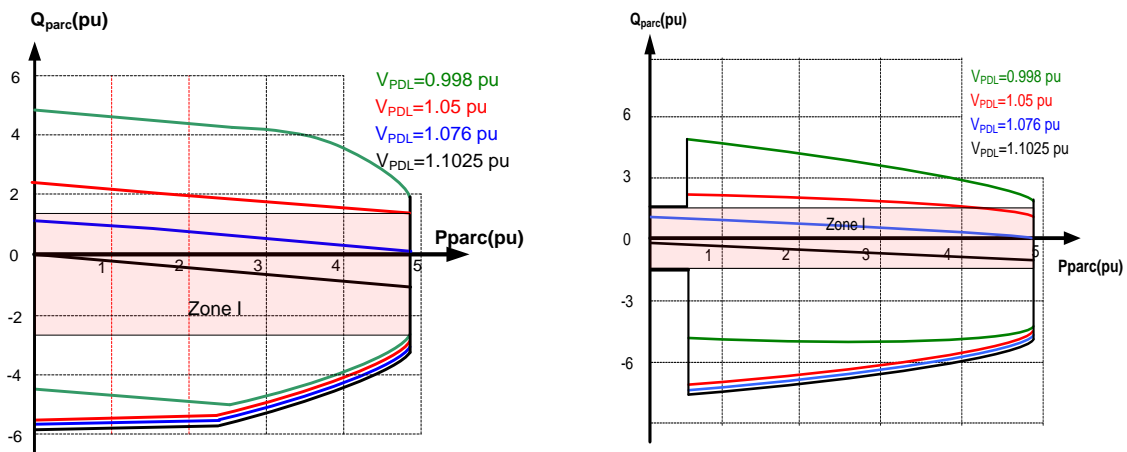 Qparc(pu)
6
4
2
0
-2
-4
-6
VPDL=0.998 pu
VPDL=1.05 pu
VPDL=1.076 pu
VPDL=1.1025 pu
Pparc(pu)
1
2
3
4
5
Zone I
Qparc(pu)
6
3
0
-3
-6
VPDL=0.998 pu
VPDL=1.05 pu
VPDL=1.076 pu
VPDL=1.1025 pu
Zone I
1
2
3
4
5
Pparc(pu)